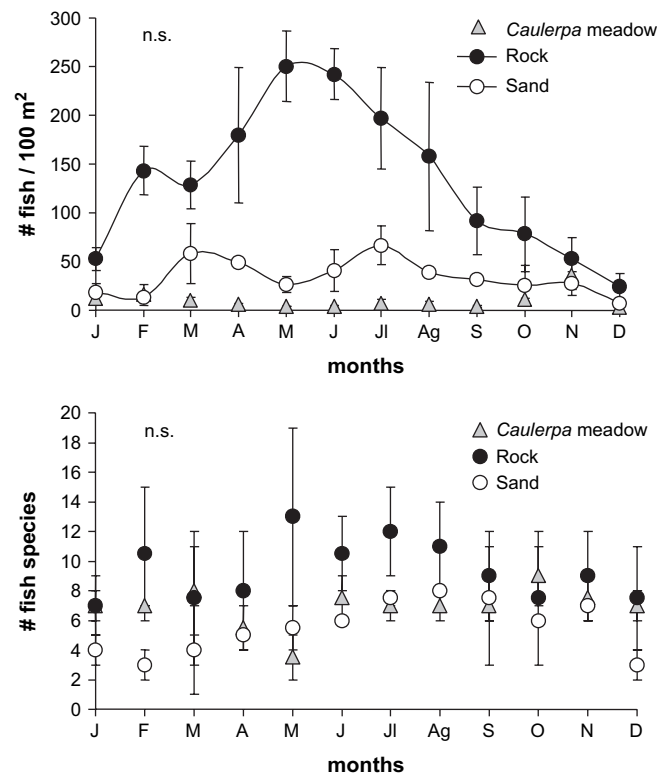 n.s.
Caulerpa meadow
Rock
Sand
# fish / 100 m²
300
250
200
150
100
50
0
J F M A M J Jl Ag S O N D
months
n.s.
Caulerpa meadow
Rock
Sand
# fish species
20
18
16
14
12
10
8
6
4
2
0
J F M A M J Jl Ag S O N D
months